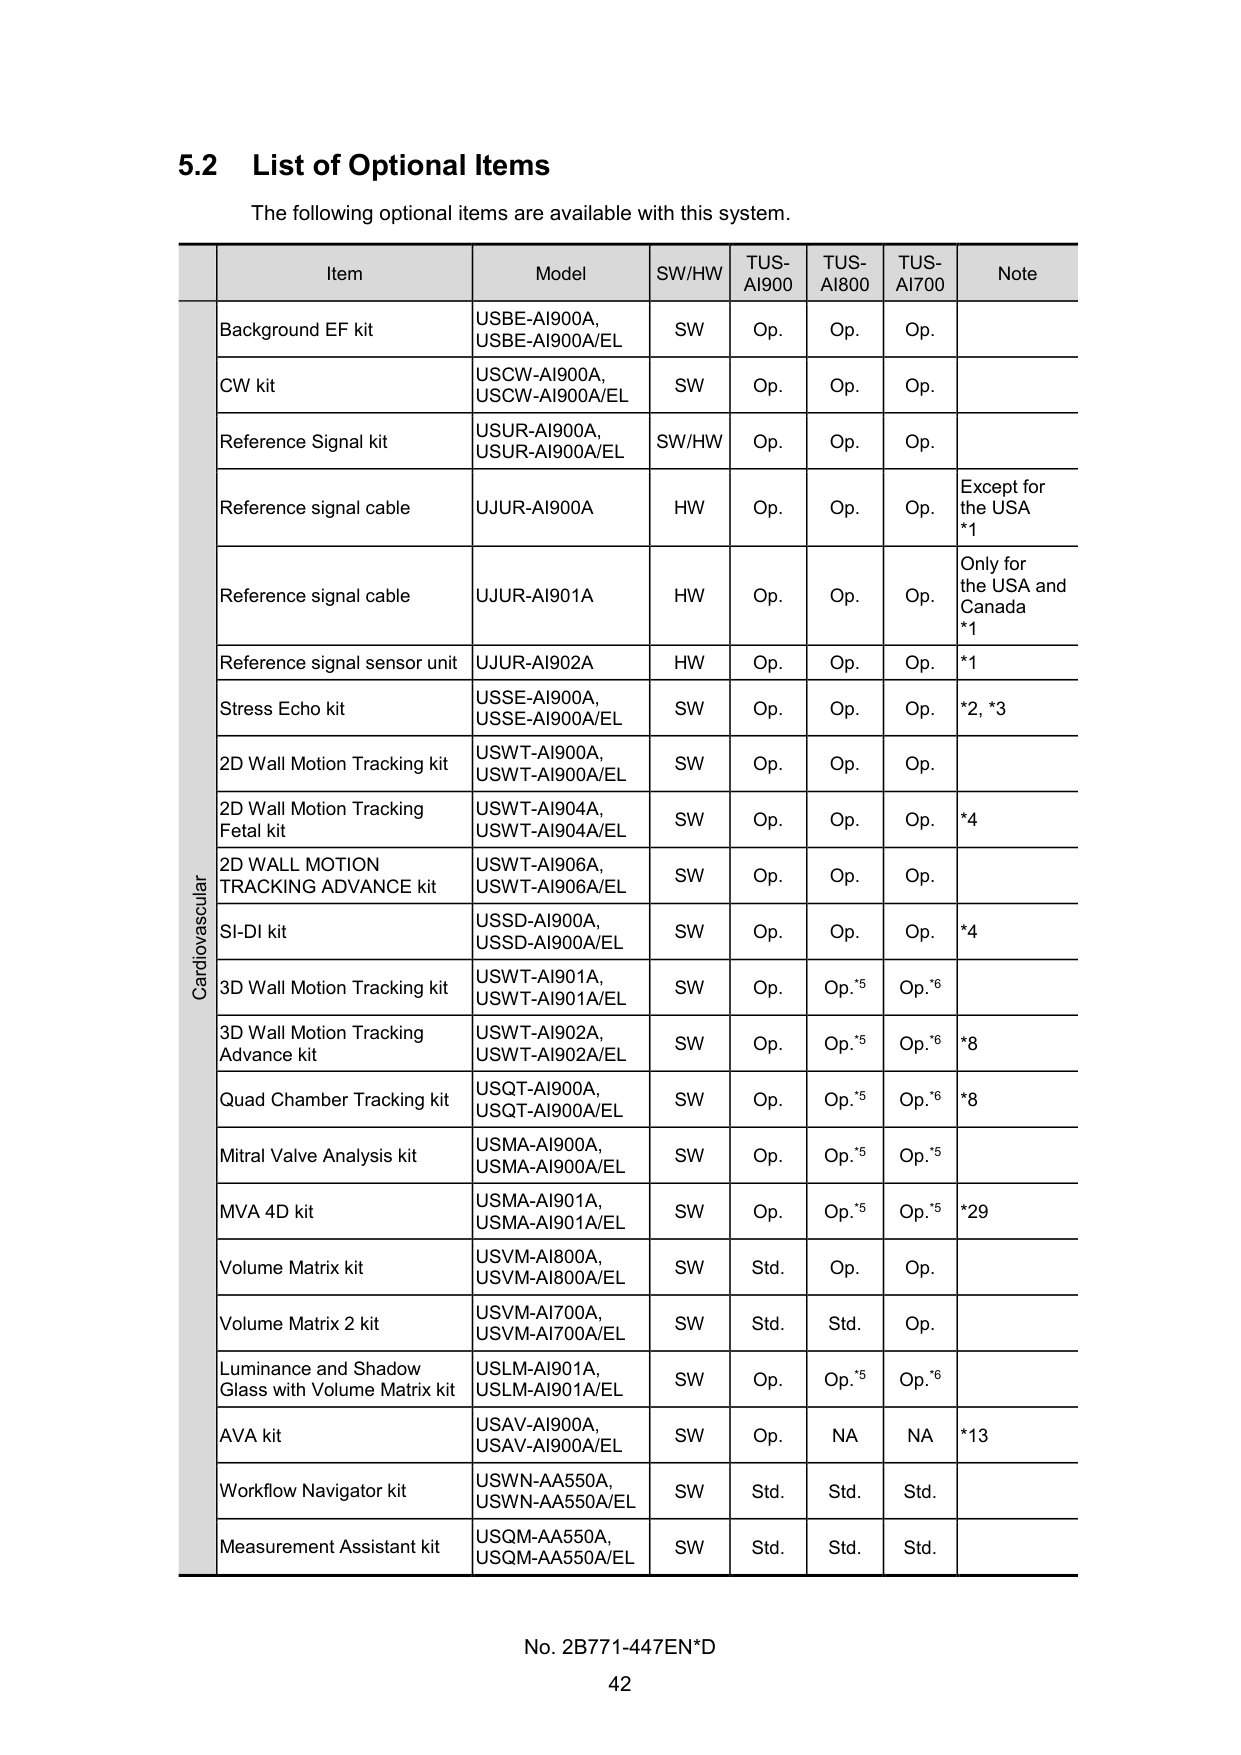 5.2 List of Optional Items
The following optional items are available with this system.
Item Model SW/HW TUS-AI900 TUS-AI800 TUS-AI700 Note
Cardiovascular
Background EF kit USBE-AI900A, USBE-AI900A/EL SW Op. Op. Op.
CW kit USCW-AI900A, USCW-AI900A/EL SW Op. Op. Op.
Reference Signal kit USUR-AI900A, USUR-AI900A/EL SW/HW Op. Op. Op.
Reference signal cable UJUR-AI900A HW Op. Op. Op. Except for the USA *1
Reference signal cable UJUR-AI901A HW Op. Op. Op. Only for the USA and Canada *1
Reference signal sensor unit UJUR-AI902A HW Op. Op. Op. *1
Stress Echo kit USSE-AI900A, USSE-AI900A/EL SW Op. Op. Op. *2, *3
2D Wall Motion Tracking kit USWT-AI900A, USWT-AI900A/EL SW Op. Op. Op.
2D Wall Motion Tracking Fetal kit USWT-AI904A, USWT-AI904A/EL SW Op. Op. Op. *4
2D WALL MOTION TRACKING ADVANCE kit USWT-AI906A, USWT-AI906A/EL SW Op. Op. Op.
SI-DI kit USSD-AI900A, USSD-AI900A/EL SW Op. Op. Op. *4
3D Wall Motion Tracking kit USWT-AI901A, USWT-AI901A/EL SW Op. Op.*5 Op.*6
3D Wall Motion Tracking Advance kit USWT-AI902A, USWT-AI902A/EL SW Op. Op.*5 Op.*6 *8
Quad Chamber Tracking kit USQT-AI900A, USQT-AI900A/EL SW Op. Op.*5 Op.*6 *8
Mitral Valve Analysis kit USMA-AI900A, USMA-AI900A/EL SW Op. Op.*5 Op.*5
MVA 4D kit USMA-AI901A, USMA-AI901A/EL SW Op. Op.*5 Op.*5 *29
Volume Matrix kit USVM-AI800A, USVM-AI800A/EL SW Std. Op. Op.
Volume Matrix 2 kit USVM-AI700A, USVM-AI700A/EL SW Std. Std. Op.
Luminance and Shadow Glass with Volume Matrix kit USLM-AI901A, USLM-AI901A/EL SW Op. Op.*5 Op.*6
AVA kit USAV-AI900A, USAV-AI900A/EL SW Op. NA NA *13
Workflow Navigator kit USWN-AA550A, USWN-AA550A/EL SW Std. Std. Std.
Measurement Assistant kit USQM-AA550A, USQM-AA550A/EL SW Std. Std. Std.
No. 2B771-447EN*D
42